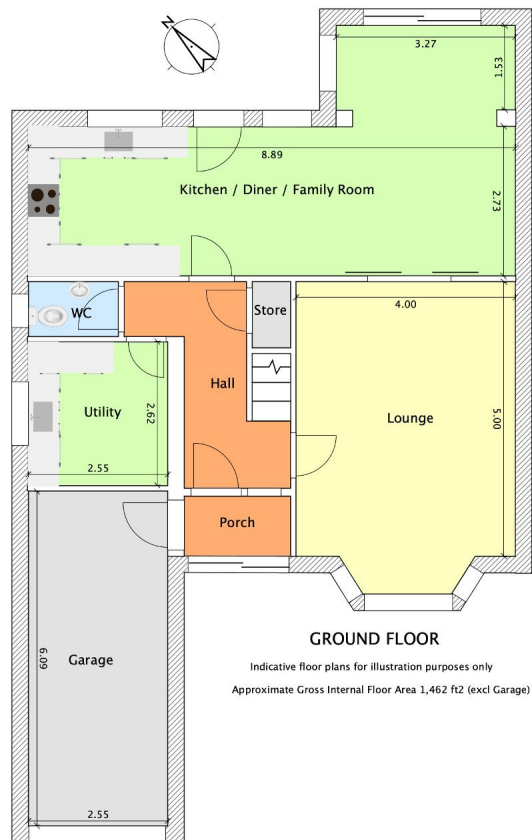 N
3.27
1.53
8.89
Kitchen / Diner / Family Room
2.73
WC
Store
4.00
Hall
Utility
2.62
Lounge
5.00
2.55
Porch
Garage
6.09
2.55
GROUND FLOOR
Indicative floor plans for illustration purposes only
Approximate Gross Internal Floor Area 1,462 ft2 (excl Garage)